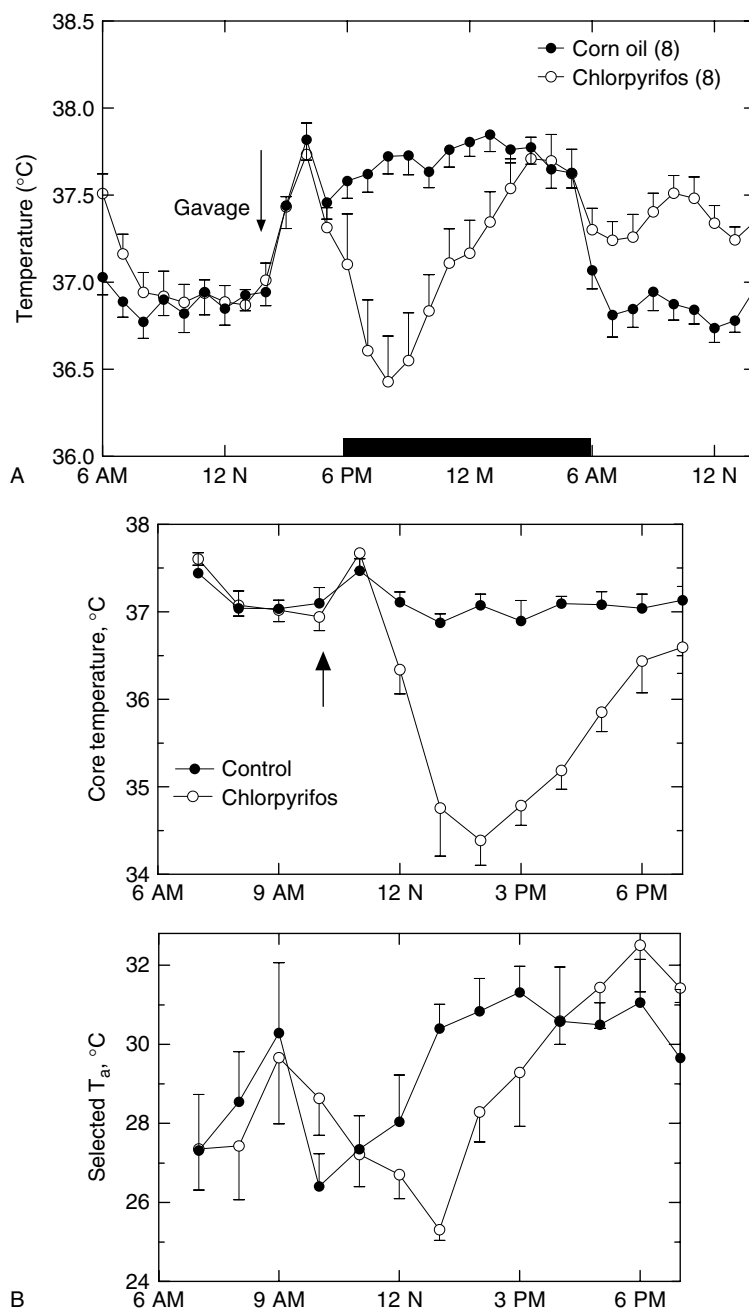 38.5
Corn oil (8)
Chlorpyrifos (8)
38.0
Temperature (°C)
37.5
Gavage
37.0
36.5
36.0
A
6 AM 12 N 6 PM 12 M 6 AM 12 N
38
37
Core temperature, °C
36
Control
Chlorpyrifos
35
34
6 AM 9 AM 12 N 3 PM 6 PM
32
30
Selected Ta, °C
28
26
24
B
6 AM 9 AM 12 N 3 PM 6 PM